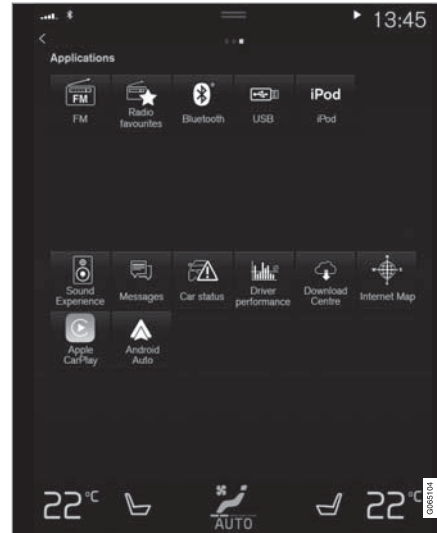 13:45
Applications
FM
iPod
FM
Radio
favourites
Bluetooth
USB
iPod
Sound
Experience
Messages
Car status
Driver
performance
Download
Centre
Internet Map
Apple
CarPlay
Android
Auto
22°C
AUTO
22°C
G065104